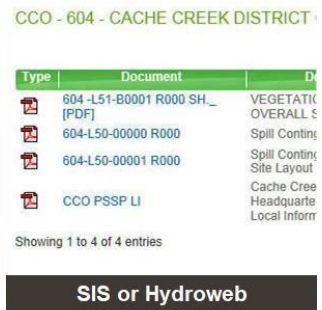 CCO - 604 - CACHE CREEK DISTRICT
Type Document
604 -L51-B0001 R000 SH._ VEGETATIO
[PDF] OVERALL S
604-L50-00000 R000 Spill Conting
604-L50-00001 R000 Spill Conting
Site Layout
Cache Cree
CCO PSSP LI Headquarte
Local Inform
Showing 1 to 4 of 4 entries
SIS or Hydroweb